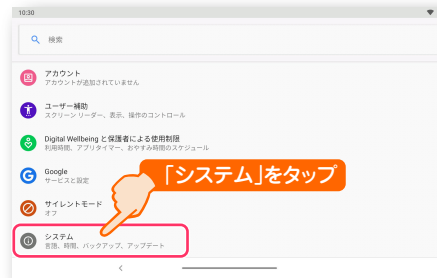 10:30
検索
アカウント
アカウントが追加されていません
ユーザー補助
スクリーン リーダー、表示、操作のコントロール
Digital Wellbeing と保護者による使用制限
利用時間、アプリタイマー、おやすみ時間のスケジュール
Google
サービスと設定
「システム」をタップ
サイレントモード
オフ
システム
言語、時間、バックアップ、アップデート